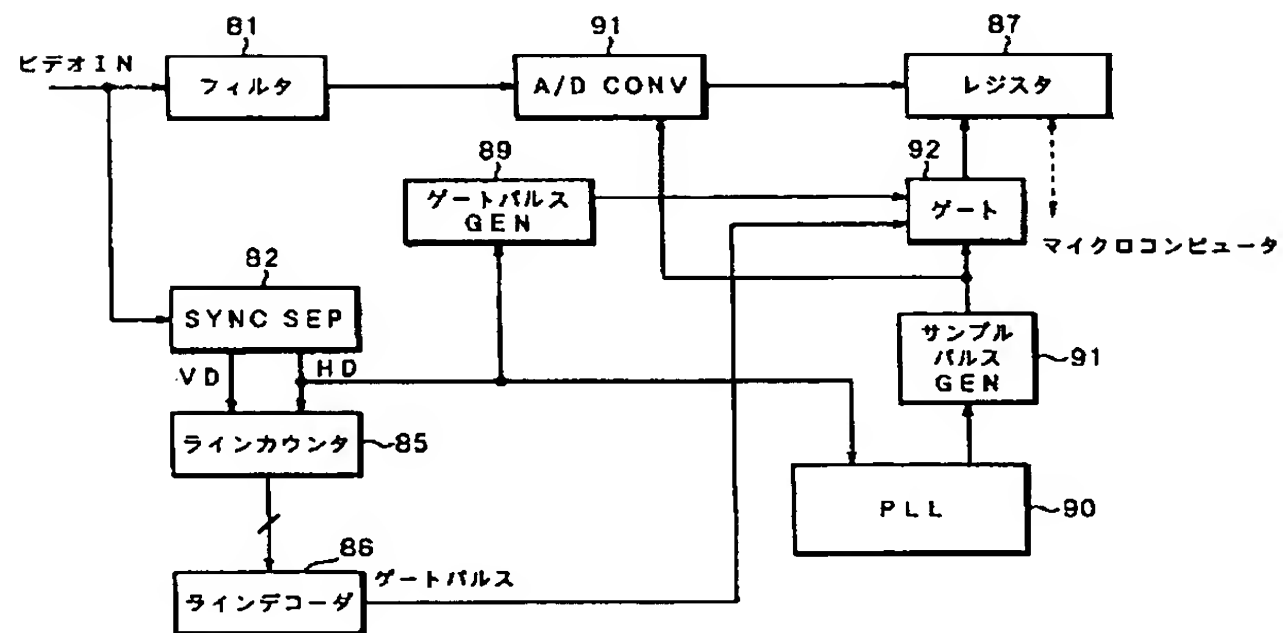 81
91
87
ビデオIN
フィルタ
A/D CONV
レジスタ
89
92
ゲートパルス
GEN
ゲート
マイクロコンピュータ
82
SYNC SEP
サンプル
パルス
GEN
91
VD
HD
ラインカウンタ
85
PLL
90
86
ゲートパルス
ラインデコーダ